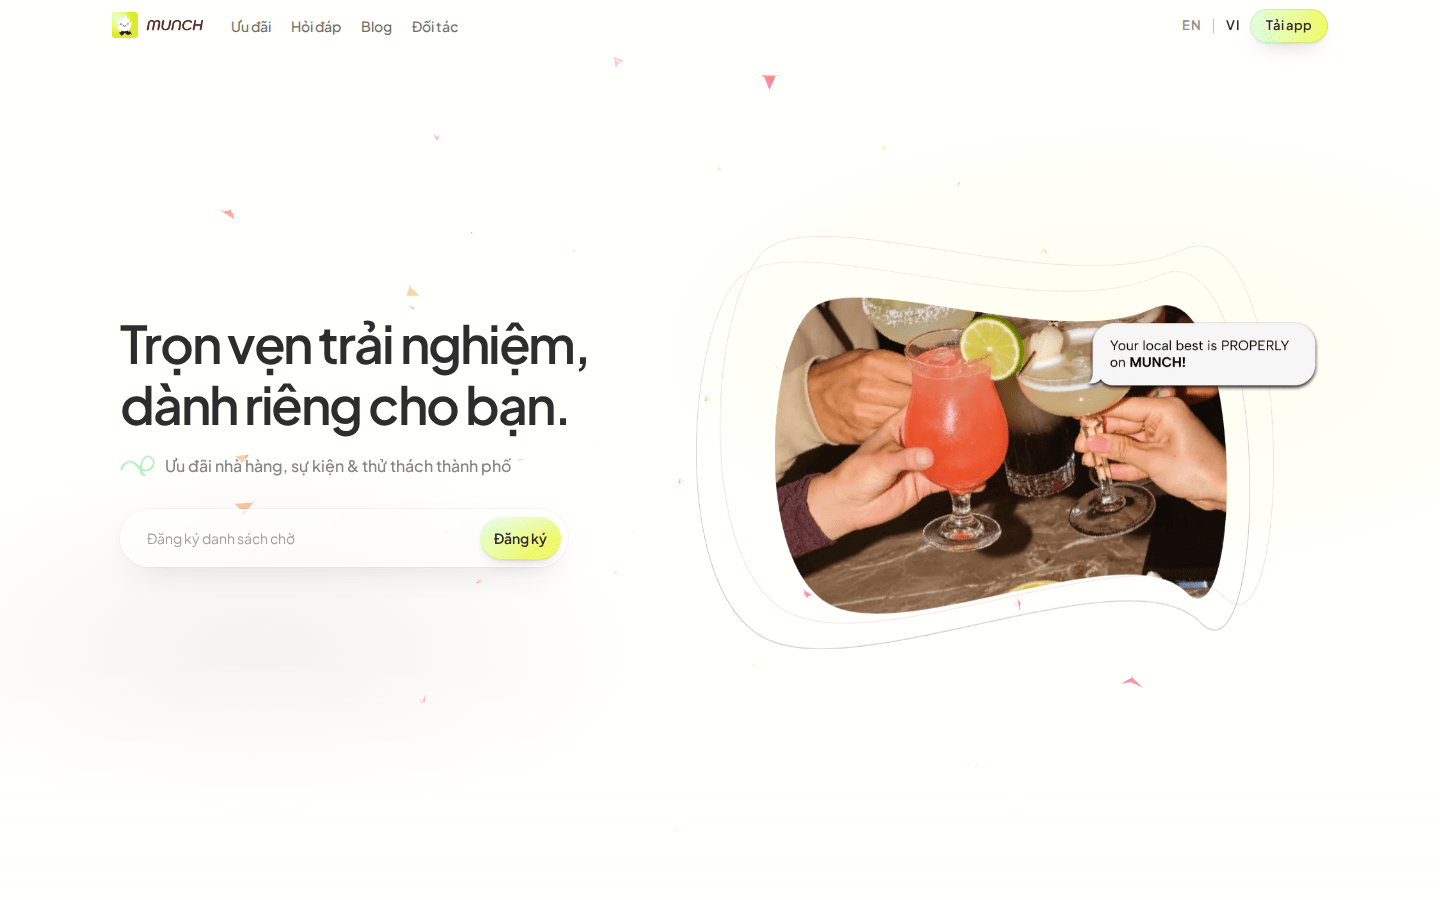 MUNCH
Ưu đãi
Hỏi đáp
Blog
Đối tác
EN | VI
Tải app
Trọn vẹn trải nghiệm,
dành riêng cho bạn.
Ưu đãi nhà hàng, sự kiện & thử thách thành phố
Đăng ký danh sách chờ
Đăng ký
Your local best is PROPERLY
on MUNCH!